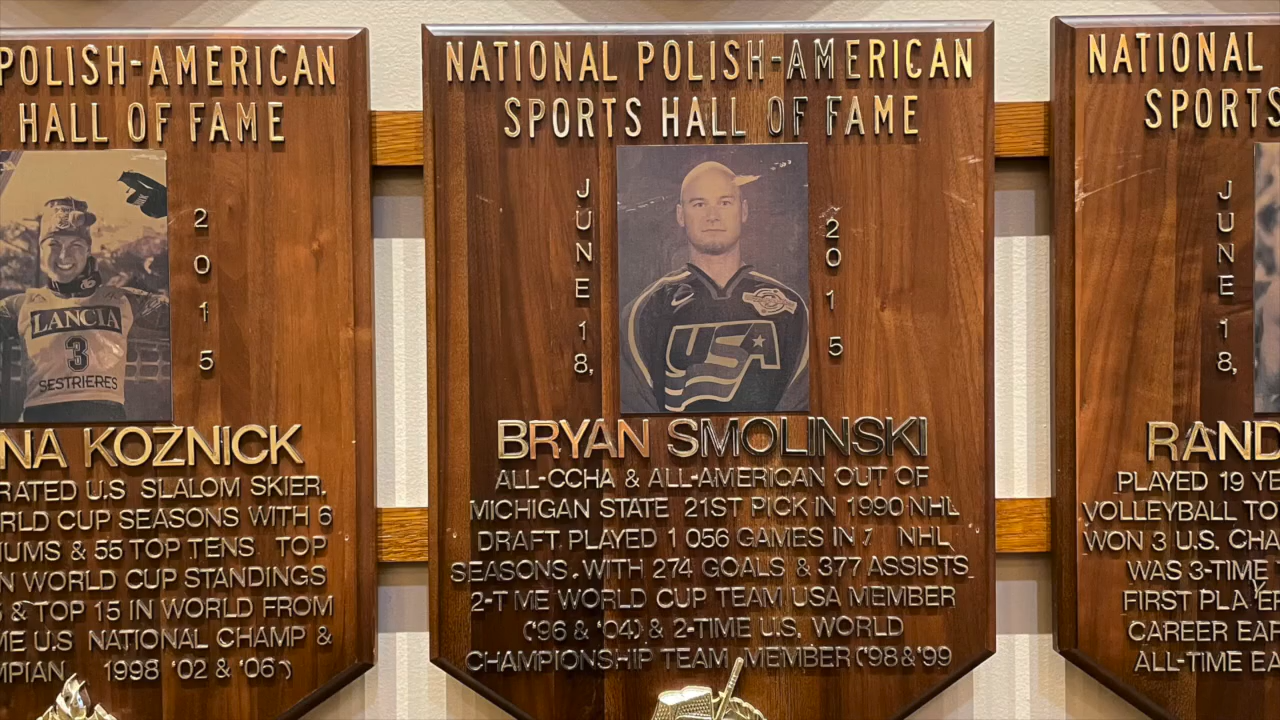 POLISH-AMERICAN
HALL OF FAME
2015
LANCIA
3
SESTRIERES
NA KOZNICK
RATED U.S SLALOM SKIER.
RLD CUP SEASONS WITH 6
IUMS & 55 TOP TENS TOP
N WORLD CUP STANDINGS
& TOP 15 IN WORLD FROM
ME U.S NATIONAL CHAMP &
MPIAN 1998 '02 & '06')
NATIONAL POLISH-AMERICAN
SPORTS HALL OF FAME
JUNE 18,
2015
USA
BRYAN SMOLINSKI
ALL-CCHA & ALL-AMERICAN OUT OF
MICHIGAN STATE 21ST PICK IN 1990 NHL
DRAFT. PLAYED 1 056 GAMES IN 7 NHL
SEASONS. WITH 274 GOALS & 377 ASSISTS
2-T ME WORLD CUP TEAM USA MEMBER
('96 & '04) & 2-TIME U.S. WORLD
CHAMPIONSHIP TEAM MEMBER ('98 & '99
NATIONAL
SPORTS
JUNE 18,
RAND
PLAYED 19 YE
VOLLEYBALL TO
WON 3 U.S. CHA
WAS 3-TIME
FIRST PLAYER
CAREER EAR
ALL-TIME EA